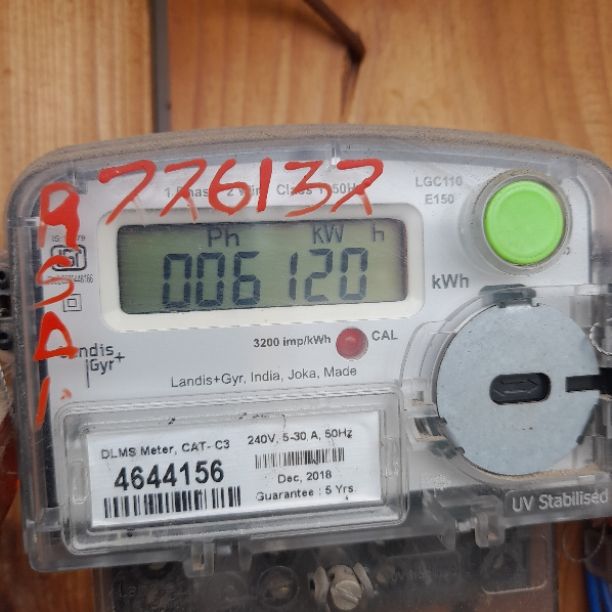 776137
1 Phase 2 Wire Class 1 50Hz
LGC110
E150
Ph KW h
006120
kWh
3200 imp/kWh
CAL
Landis+
Gyr
Landis+Gyr, India, Joka, Made
DLMS Meter, CAT- C3
240V, 5-30 A, 50Hz
4644156
Dec, 2018
Guarantee : 5 Yrs.
UV Stabilised